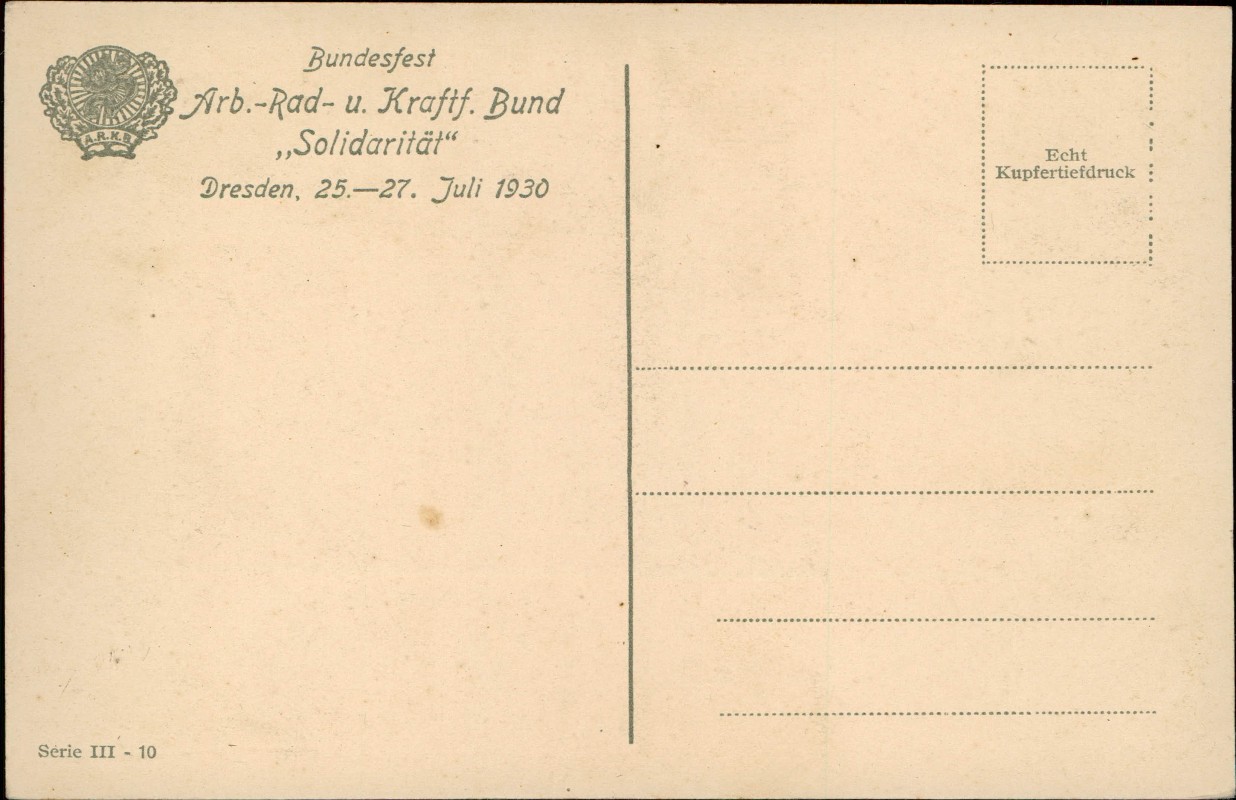 Bundesfest
Arb.-Rad- u. Kraftf. Bund
„Solidarität“
Dresden, 25.—27. Juli 1930
A.R.K.B.
Echt
Kupfertiefdruck
Serie III - 10